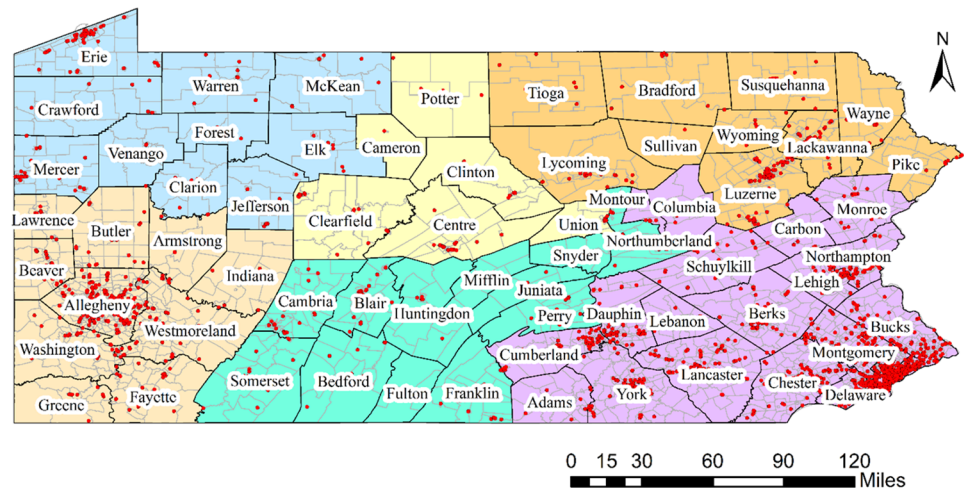 N
Erie
Warren
McKean
Crawford
Potter
Tioga
Bradford
Susquehanna
Wayne
Forest
Venango
Elk
Cameron
Mercer
Clarion
Jefferson
Clinton
Lycoming
Sullivan
Wyoming
Lackawanna
Pike
Luzerne
Lawrence
Butler
Armstrong
Clearfield
Centre
Union
Montour
Columbia
Monroe
Carbon
Beaver
Indiana
Snyder
Northumberland
Northampton
Schuylkill
Lehigh
Allegheny
Cambria
Blair
Huntingdon
Mifflin
Juniata
Perry
Dauphin
Lebanon
Berks
Bucks
Washington
Westmoreland
Cumberland
Lancaster
Montgomery
Chester
Delaware
Greene
Fayette
Somerset
Bedford
Fulton
Franklin
Adams
York
0 15 30 60 90 120
Miles